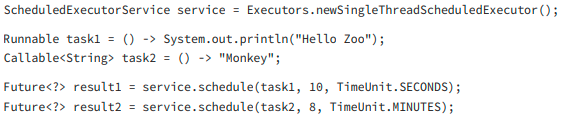 ScheduledExecutorService service = Executors.newSingleThreadScheduledExecutor();
Runnable task1 = () -> System.out.println("Hello Zoo");
Callable<String> task2 = () -> "Monkey";
Future<?> result1 = service.schedule(task1, 10, TimeUnit.SECONDS);
Future<?> result2 = service.schedule(task2, 8, TimeUnit.MINUTES);